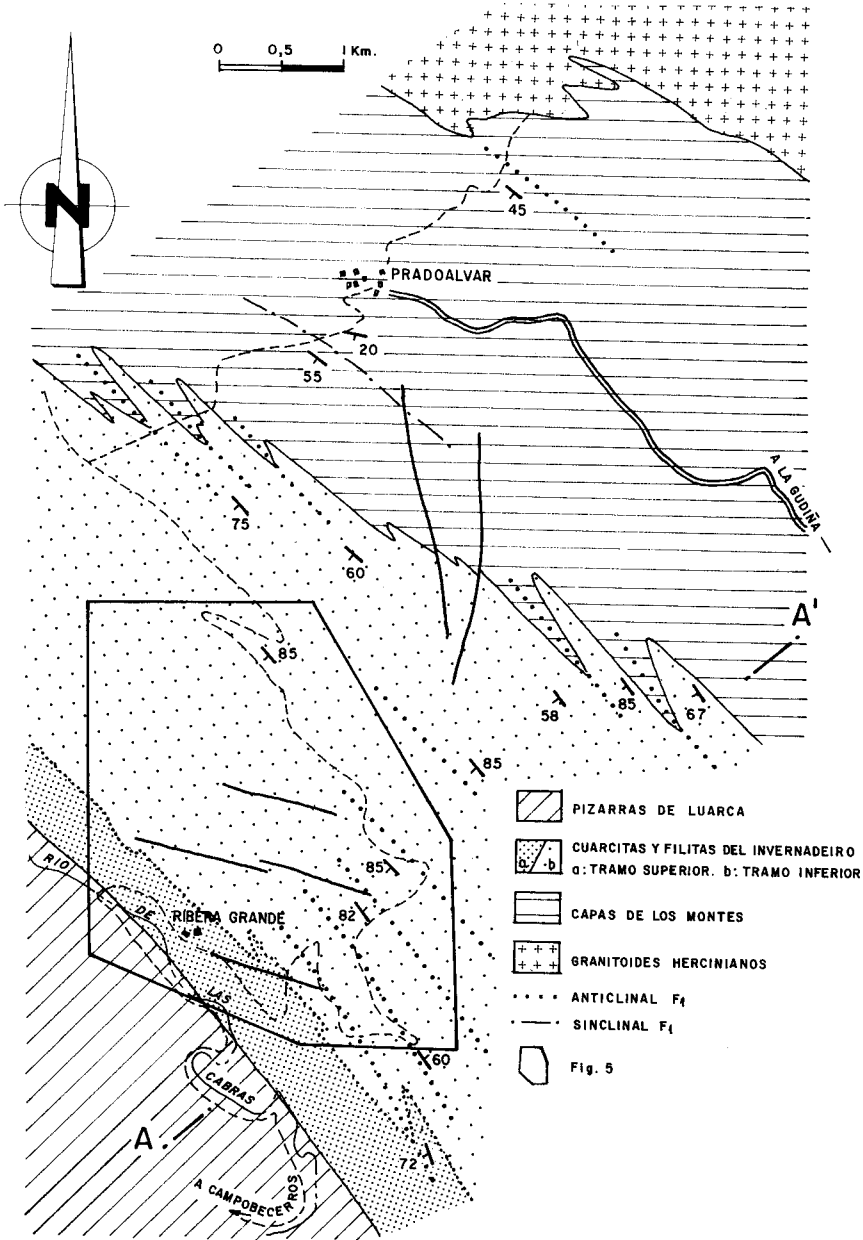 0 0,5 1 Km.
N
45
PRADOALVAR
20
55
A LA GUDIÑA
75
60
A'
85
58
85
67
85
PIZARRAS DE LUARCA
a b
CUARCITAS Y FILITAS DEL INVERNADEIRO
a: TRAMO SUPERIOR. b: TRAMO INFERIOR
CAPAS DE LOS MONTES
GRANITOIDES HERCINIANOS
ANTICLINAL F₁
SINCLINAL F₁
Fig. 5
85
82
RIO
DE
RIBERA GRANDE
LAS
60
CABRAS
A
72
A CAMPOBECERROS